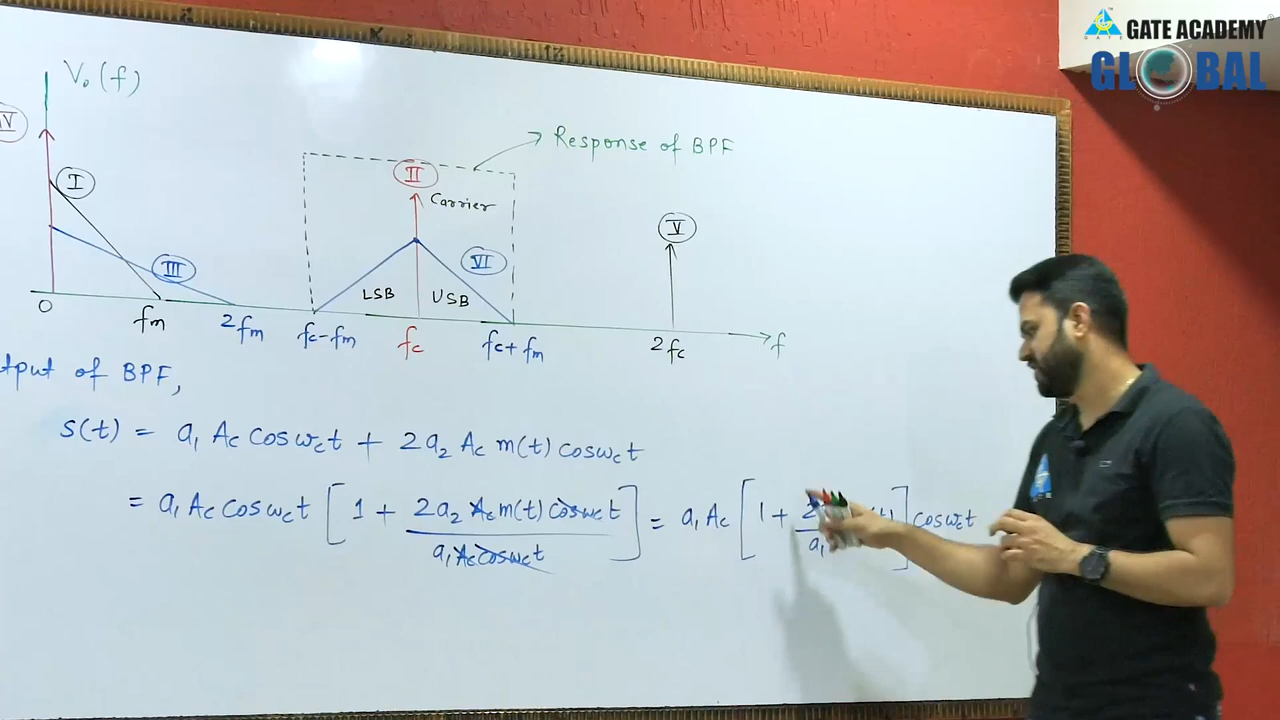 GATE ACADEMY
GLOBAL
V₀(f)
IV
I
II
Carrier
→ Response of BPF
III
VI
V
LSB
USB
0
fm
2fm
fc-fm
fc
fc+fm
2fc
f
tput of BPF,
s(t) = a₁ Ac cos ωct + 2a₂ Ac m(t) cos ωct
= a₁ Ac cos ωct [ 1 + 2a₂ Ac m(t) cos ωct / a₁ Ac cos ωct ] = a₁ Ac [ 1 + 2 (t) / a₁ ] cos ωct